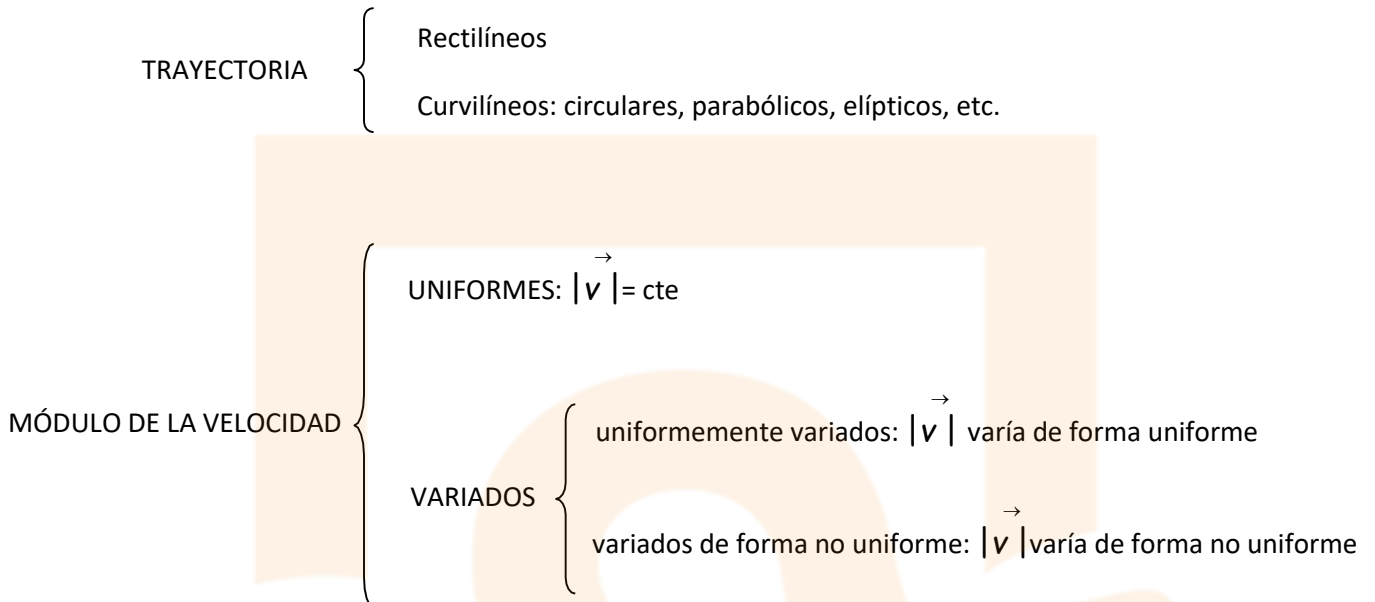 Rectilíneos
TRAYECTORIA
Curvilíneos: circulares, parabólicos, elípticos, etc.
UNIFORMES: |v⃗| = cte
MÓDULO DE LA VELOCIDAD
uniformemente variados: |v⃗| varía de forma uniforme
VARIADOS
variados de forma no uniforme: |v⃗| varía de forma no uniforme